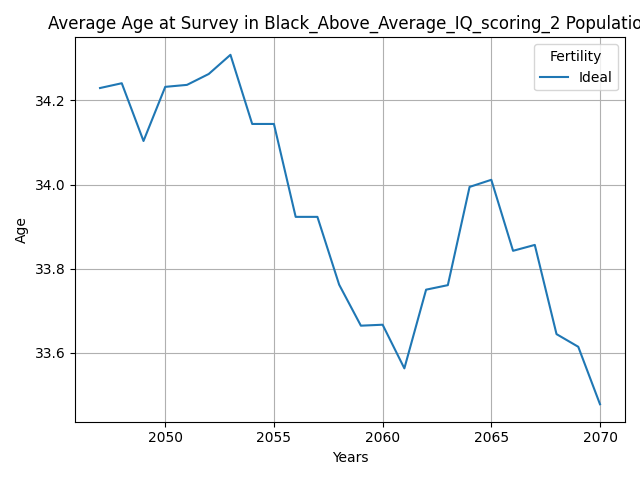 Average Age at Survey in Black_Above_Average_IQ_scoring_2 Populatio
Fertility
Ideal
34.2
34.0
33.8
33.6
Age
2050 2055 2060 2065 2070
Years